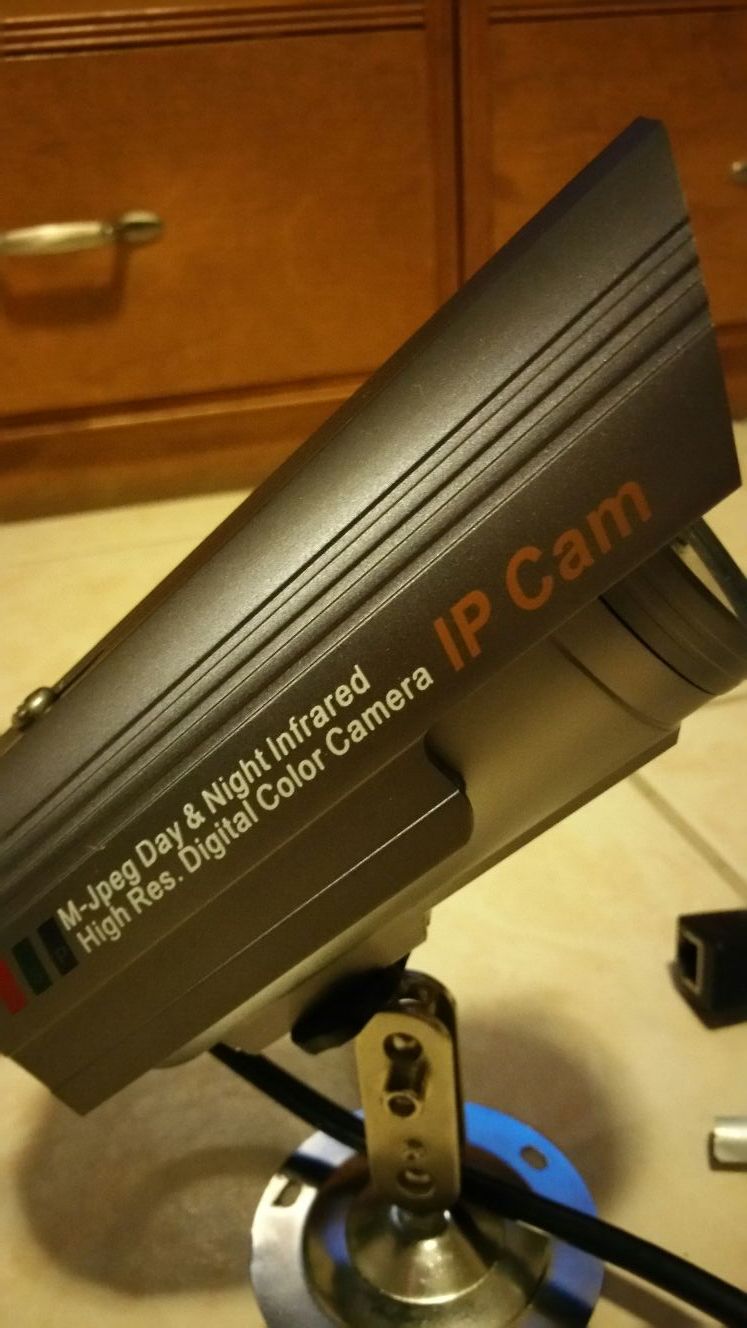 IP Cam
M-Jpeg Day & Night Infrared
High Res. Digital Color Camera